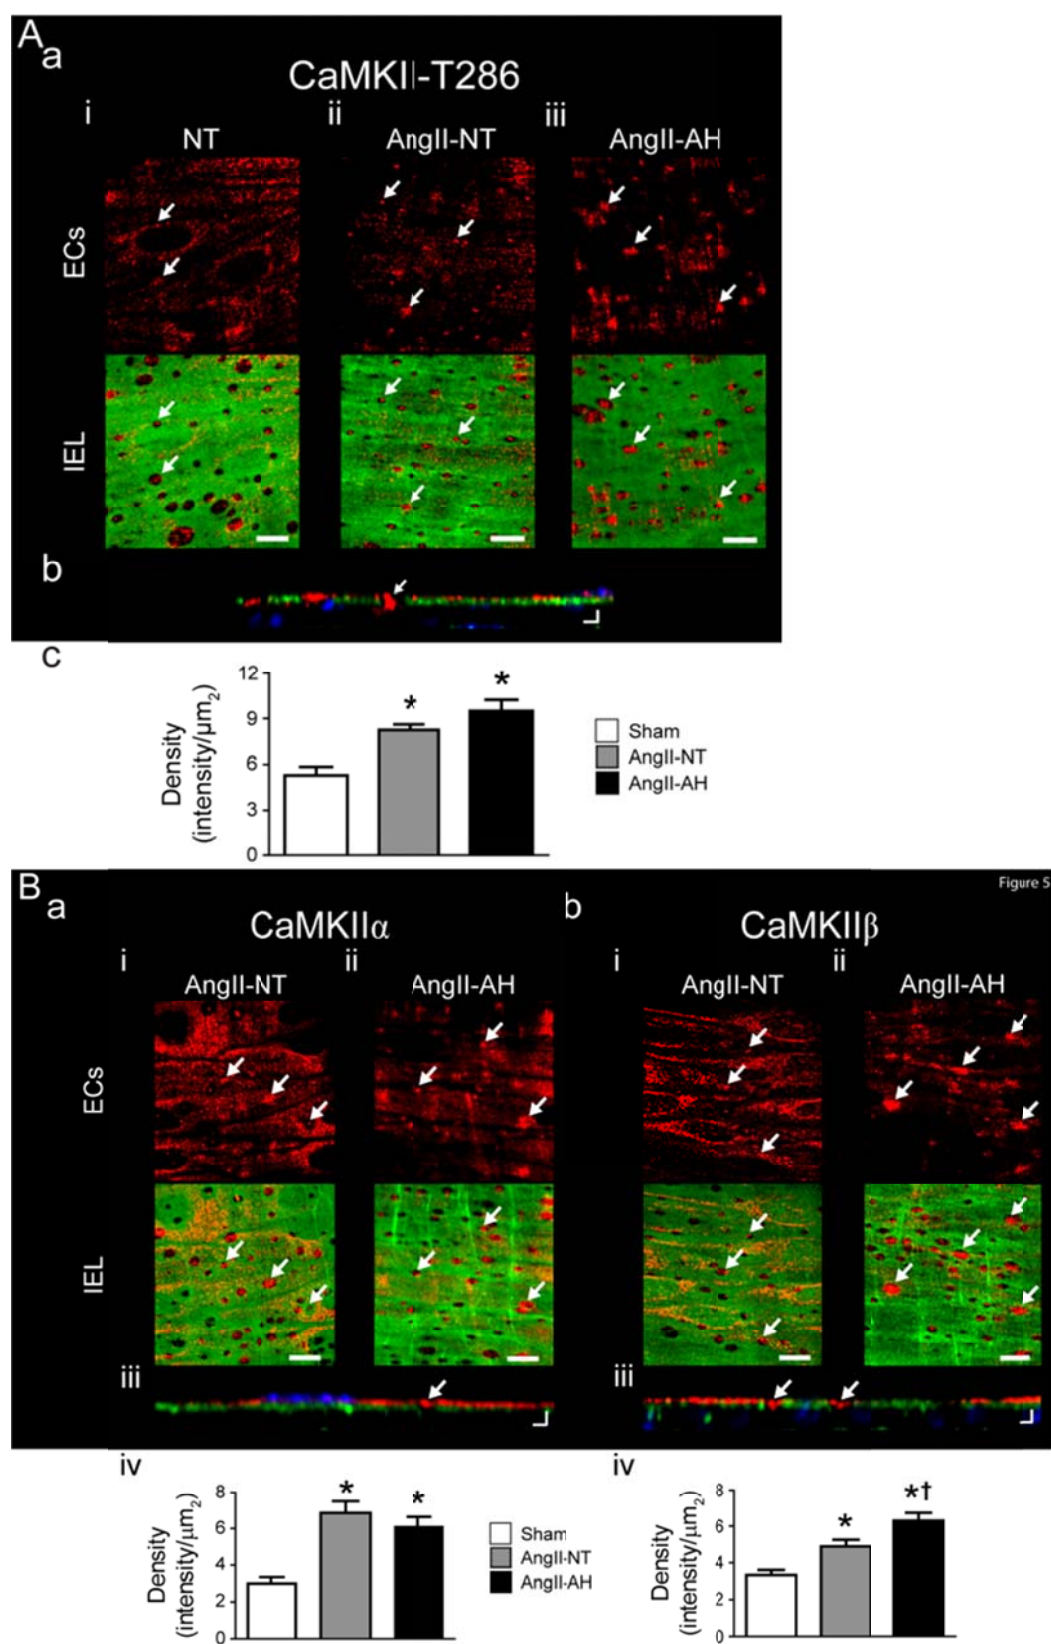 A
a
CaMKII-T286
i
ii
iii
NT
AngII-NT
AngII-AH
ECs
IEL
b
c
Density
(intensity/µm2)
12
9
6
3
0
*
*
Sham
AngII-NT
AngII-AH
Figure 5
B
a
b
CaMKIIα
CaMKIIβ
i
ii
i
ii
AngII-NT
AngII-AH
AngII-NT
AngII-AH
ECs
IEL
iii
iii
iv
Density
(intensity/µm2)
8
6
4
2
0
*
*
Sham
AngII-NT
AngII-AH
iv
Density
(intensity/µm2)
8
6
4
2
0
*
*†